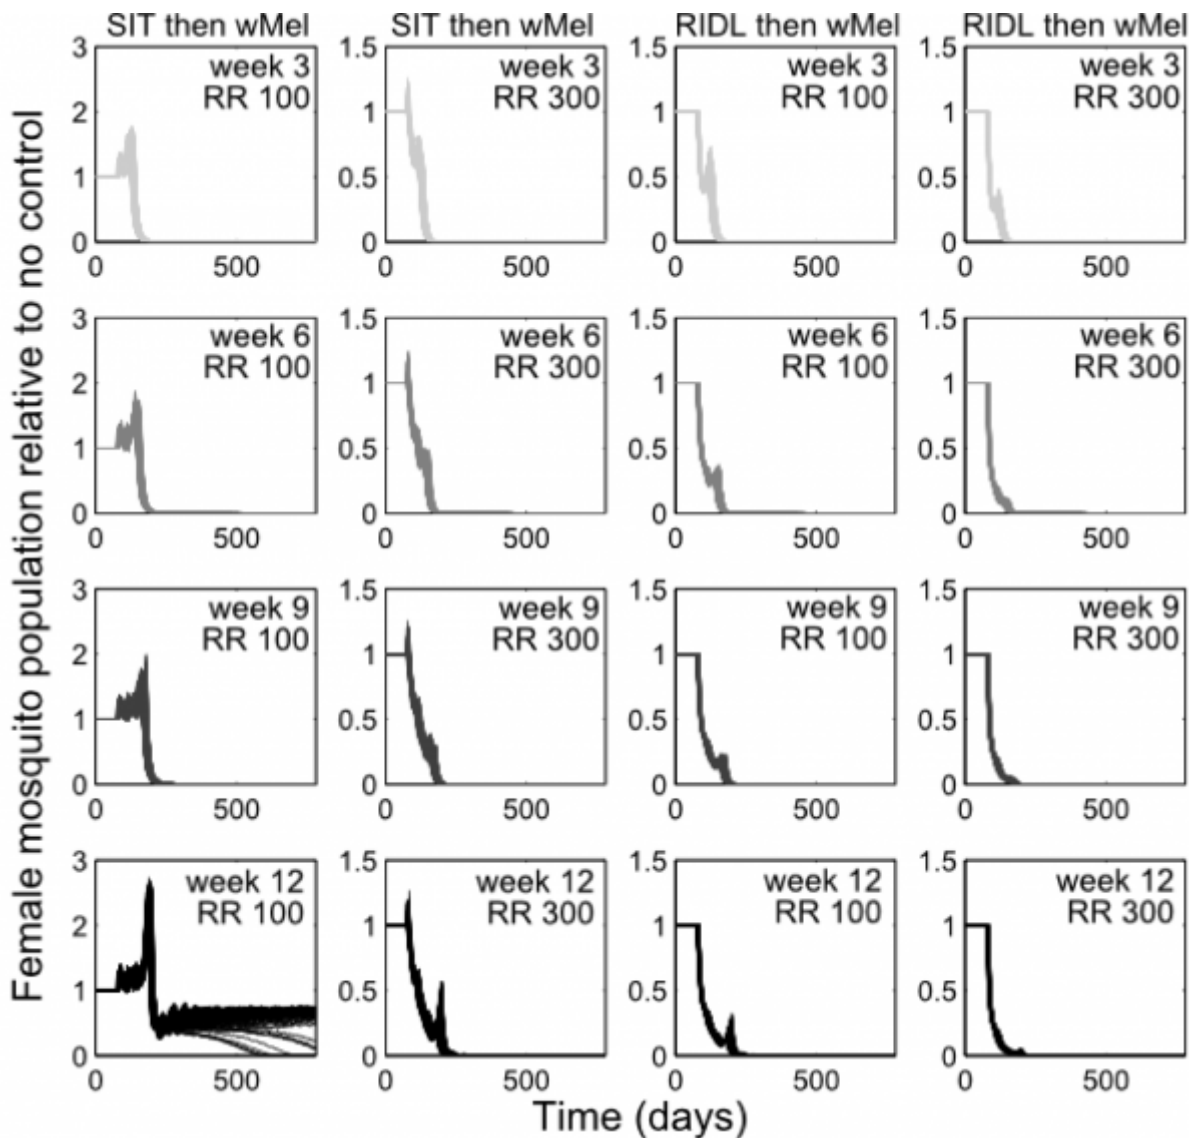 SIT then wMel SIT then wMel RIDL then wMel RIDL then wMel
Female mosquito population relative to no control
3 1.5 1.5 1.5
week 3 week 3 week 3 week 3
RR 100 RR 300 RR 100 RR 300
2 1 1 1
1 0.5 0.5 0.5
0 0 0 0
0 500 0 500 0 500 0 500
3 1.5 1.5 1.5
week 6 week 6 week 6 week 6
RR 100 RR 300 RR 100 RR 300
2 1 1 1
1 0.5 0.5 0.5
0 0 0 0
0 500 0 500 0 500 0 500
3 1.5 1.5 1.5
week 9 week 9 week 9 week 9
RR 100 RR 300 RR 100 RR 300
2 1 1 1
1 0.5 0.5 0.5
0 0 0 0
0 500 0 500 0 500 0 500
3 1.5 1.5 1.5
week 12 week 12 week 12 week 12
RR 100 RR 300 RR 100 RR 300
2 1 1 1
1 0.5 0.5 0.5
0 0 0 0
0 500 0 500 0 500 0 500
Time (days)